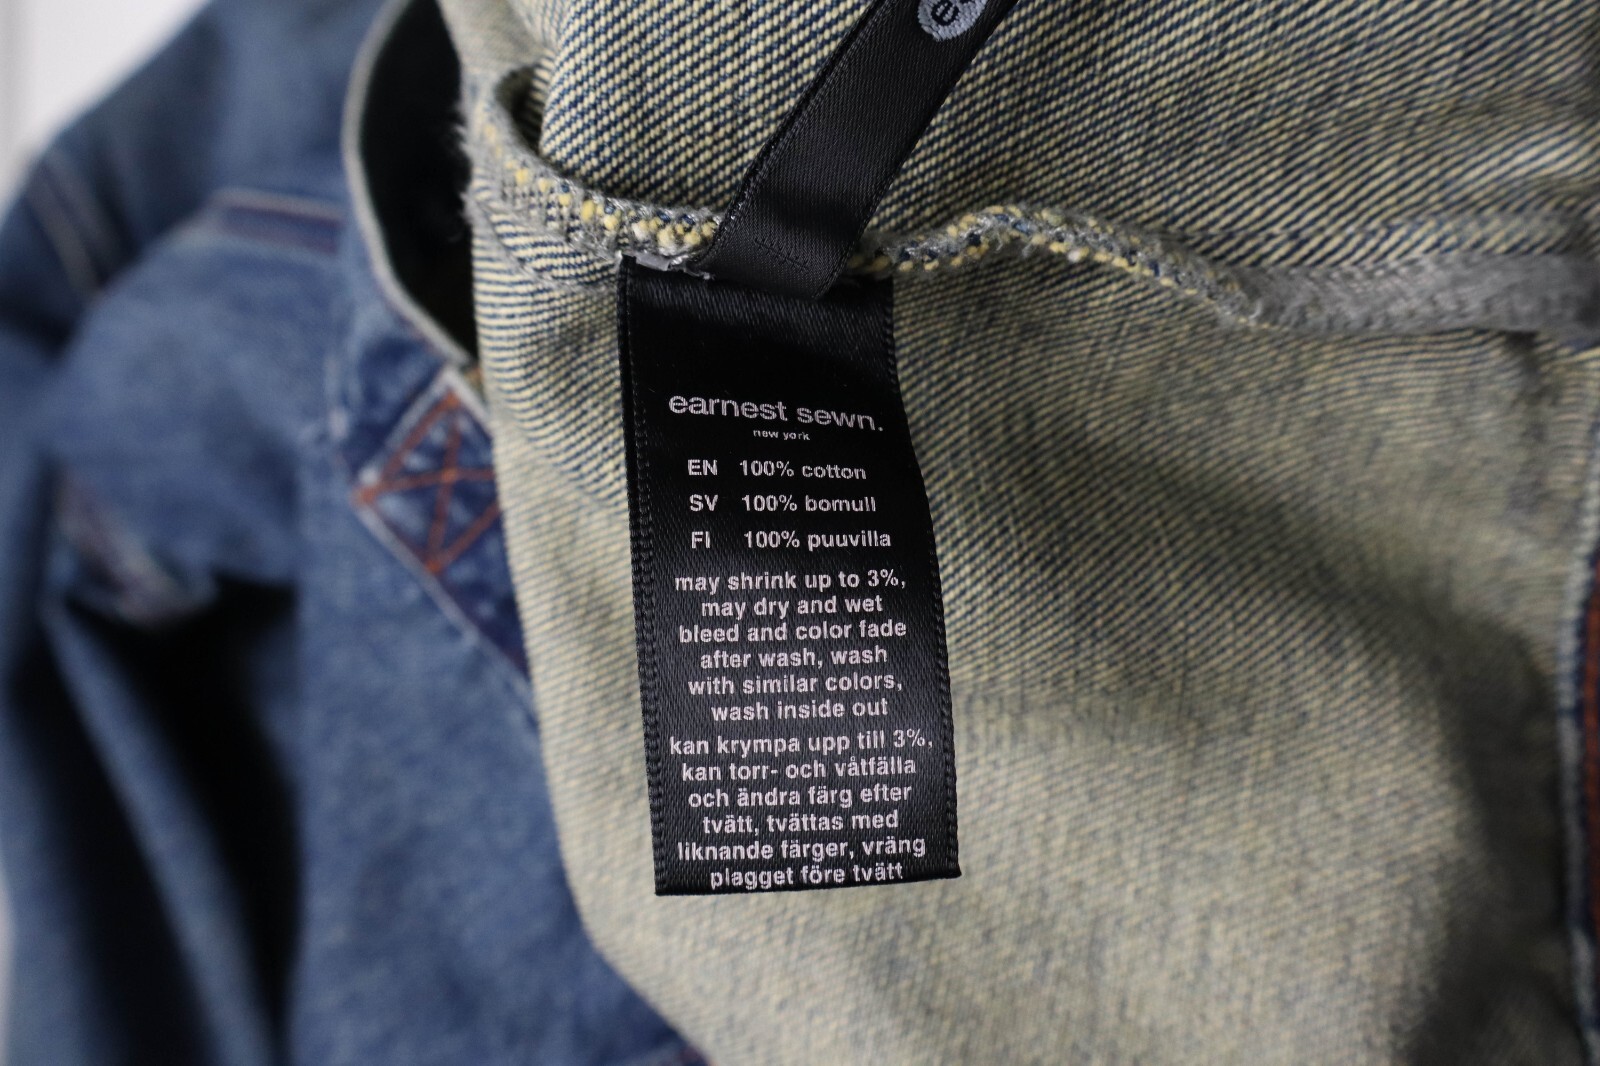 earnest sewn.
new york
EN 100% cotton
SV 100% bomull
FI 100% puuvilla
may shrink up to 3%,
may dry and wet
bleed and color fade
after wash, wash
with similar colors,
wash inside out
kan krympa upp till 3%,
kan torr- och våtfälla
och ändra färg efter
tvätt, tvättas med
liknande färger, vräng
plagget före tvätt